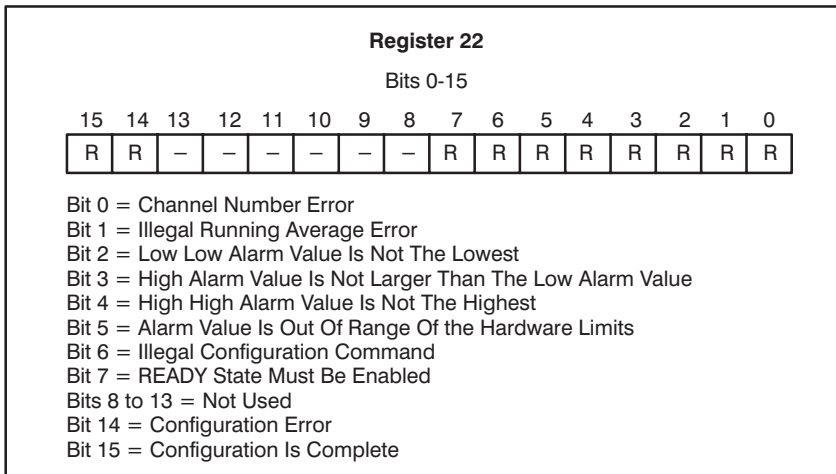 Register 22
Bits 0-15
15 14 13 12 11 10 9 8 7 6 5 4 3 2 1 0
R R – – – – – – R R R R R R R R
Bit 0 = Channel Number Error
Bit 1 = Illegal Running Average Error
Bit 2 = Low Low Alarm Value Is Not The Lowest
Bit 3 = High Alarm Value Is Not Larger Than The Low Alarm Value
Bit 4 = High High Alarm Value Is Not The Highest
Bit 5 = Alarm Value Is Out Of Range Of the Hardware Limits
Bit 6 = Illegal Configuration Command
Bit 7 = READY State Must Be Enabled
Bits 8 to 13 = Not Used
Bit 14 = Configuration Error
Bit 15 = Configuration Is Complete